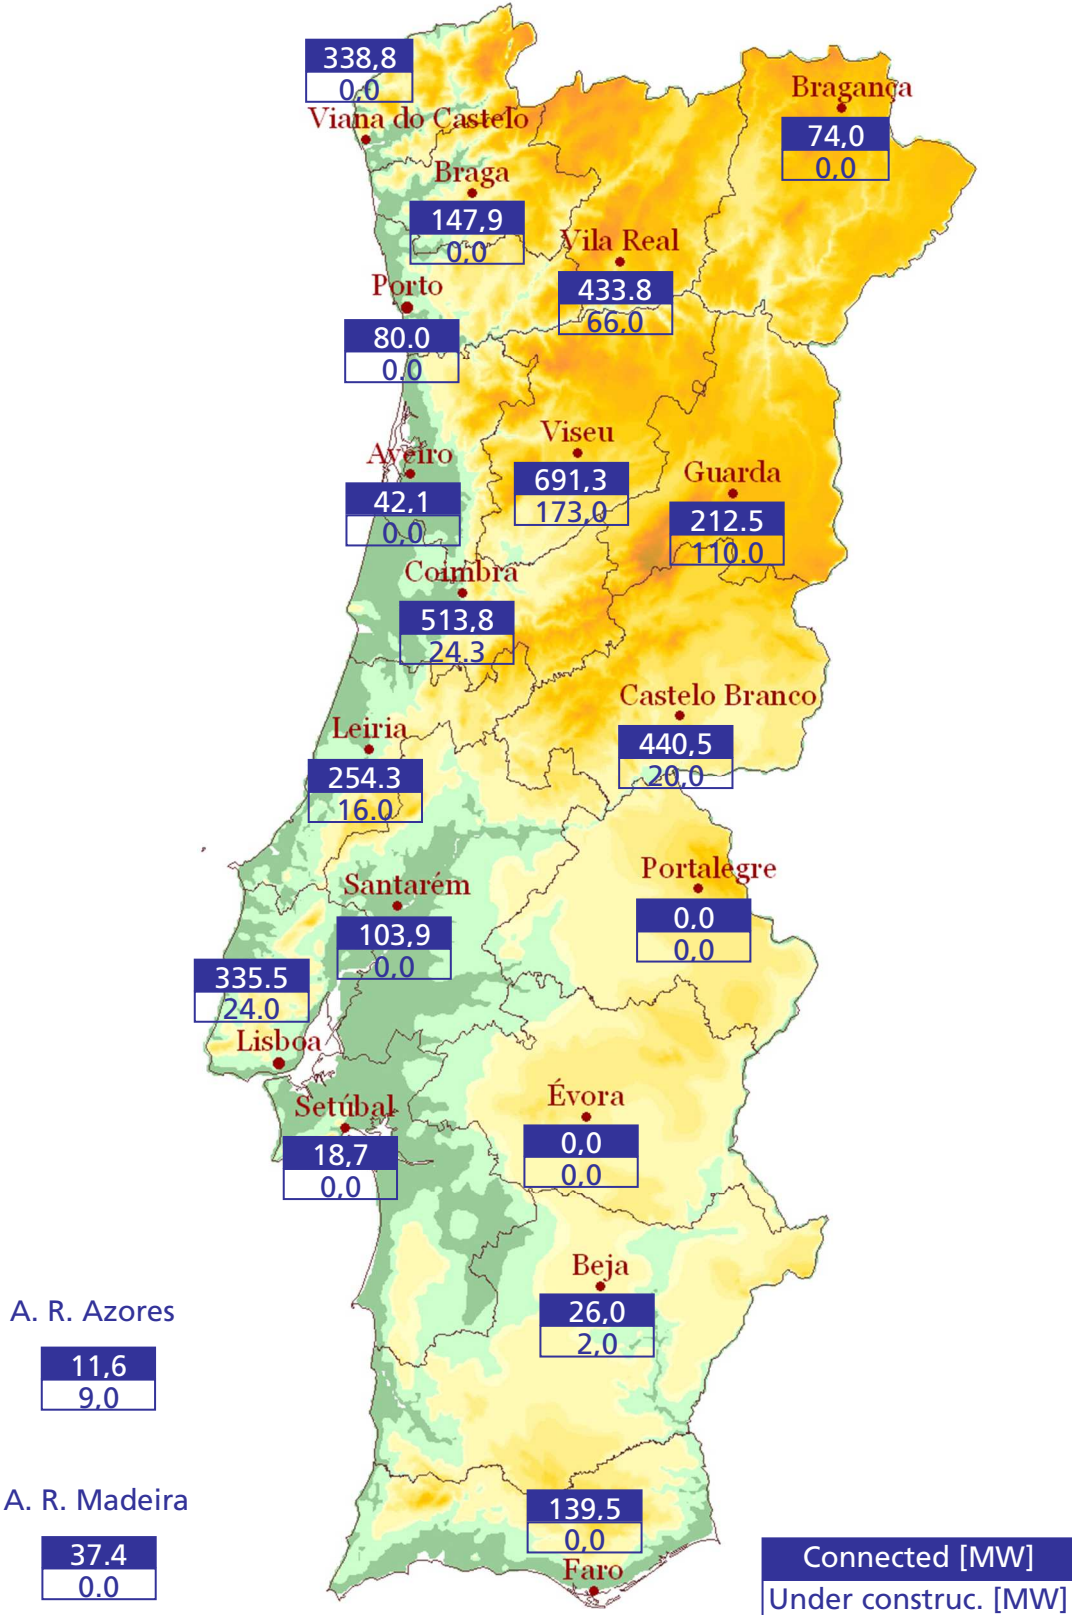 338,8
0,0
Viana do Castelo
Bragança
74,0
0,0
Braga
147,9
0,0
Vila Real
433.8
66,0
Porto
80.0
0.0
Viseu
691,3
173,0
Aveiro
42,1
0,0
Guarda
212.5
110.0
Coimbra
513,8
24.3
Castelo Branco
440,5
20,0
Leiria
254.3
16.0
Portalegre
0,0
0,0
Santarém
103,9
0,0
335.5
24.0
Lisboa
Évora
0,0
0,0
Setúbal
18,7
0,0
Beja
26,0
2,0
A. R. Azores
11,6
9,0
A. R. Madeira
37.4
0.0
139,5
0,0
Faro
Connected [MW]
Under construc. [MW]